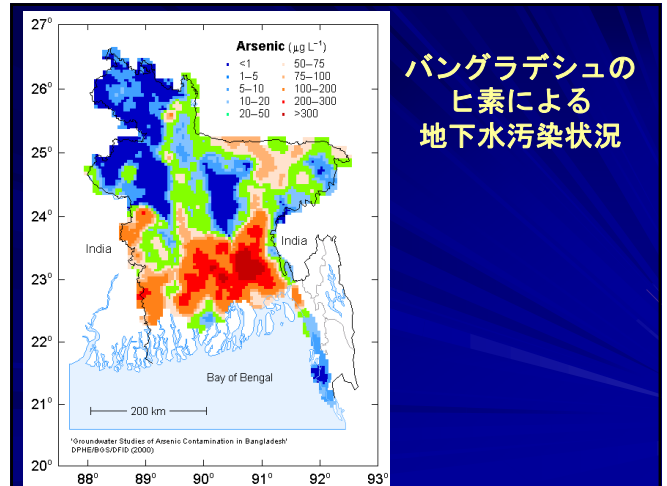 バングラデシュの
ヒ素による
地下水汚染状況
Arsenic (µg L⁻¹)
<1
1–5
5–10
10–20
20–50
50–75
75–100
100–200
200–300
>300
27°
26°
25°
24°
23°
22°
21°
20°
India
India
Bay of Bengal
200 km
'Groundwater Studies of Arsenic Contamination in Bangladesh'
DPHE/BGS/DFID (2000)
88° 89° 90° 91° 92° 93°